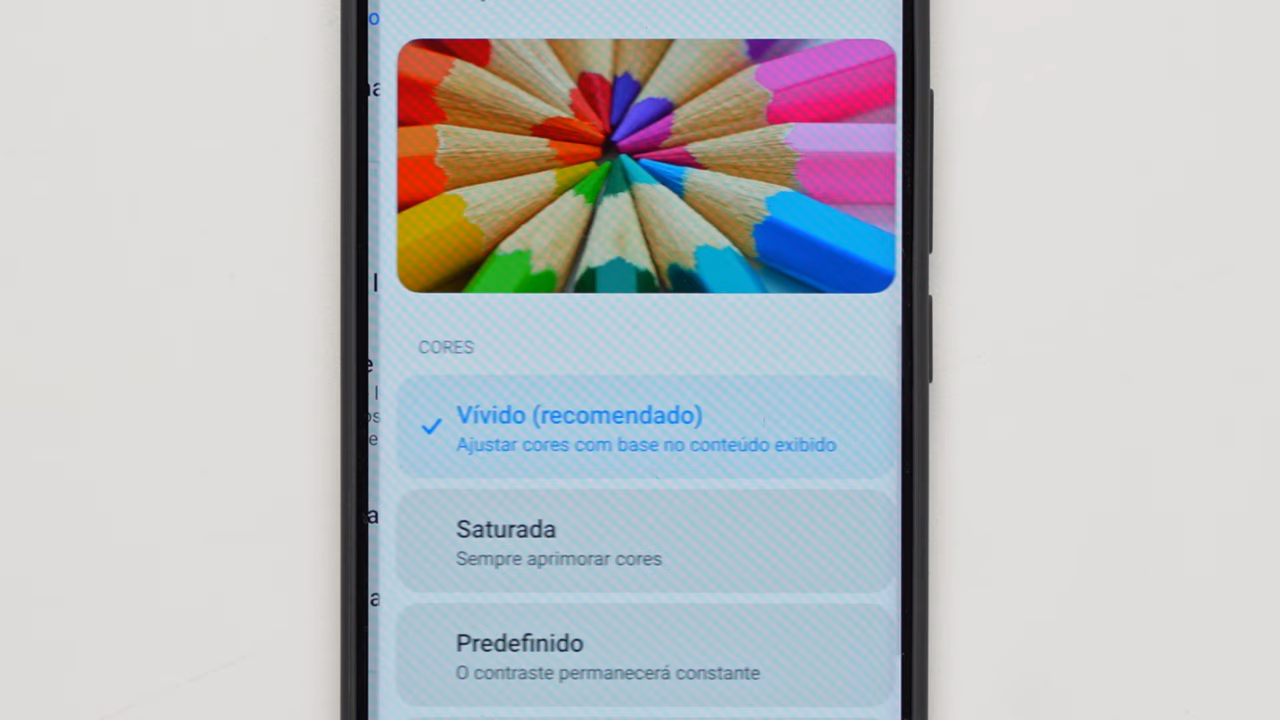 CORES
Vívido (recomendado)
Ajustar cores com base no conteúdo exibido
Saturada
Sempre aprimorar cores
Predefinido
O contraste permanecerá constante